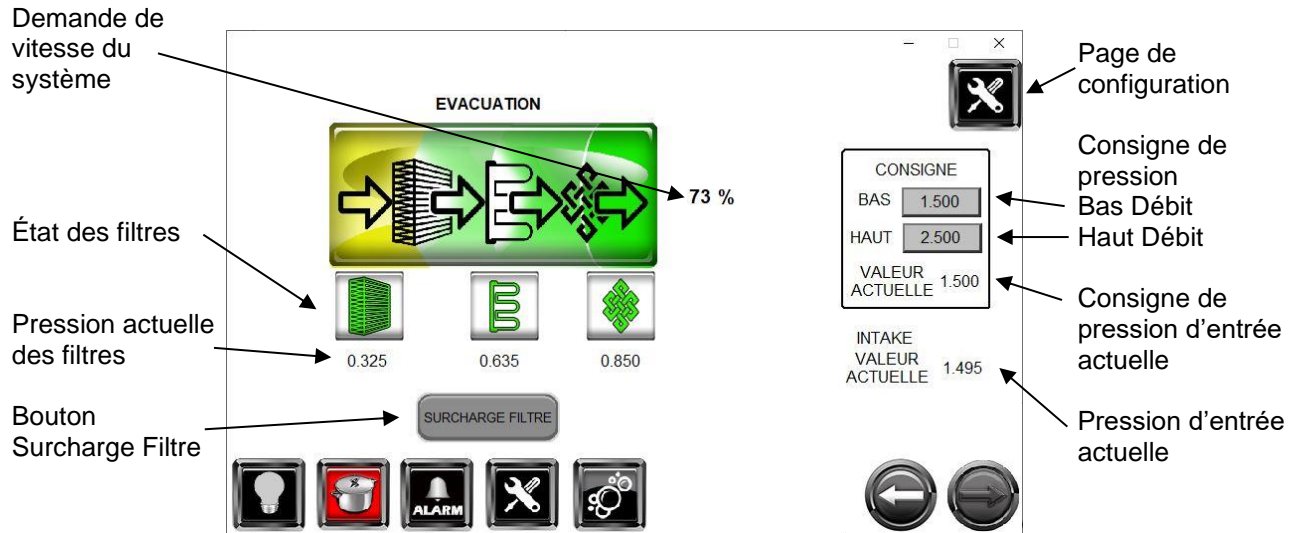 Demande de
vitesse du
système
État des filtres
Pression actuelle
des filtres
Bouton
Surcharge Filtre
EVACUATION
73 %
0.325
0.635
0.850
SURCHARGE FILTRE
ALARM
CONSIGNE
BAS 1.500
HAUT 2.500
VALEUR
ACTUELLE 1.500
INTAKE
VALEUR
ACTUELLE 1.495
Page de
configuration
Consigne de
pression
Bas Débit
Haut Débit
Consigne de
pression d'entrée
actuelle
Pression d'entrée
actuelle